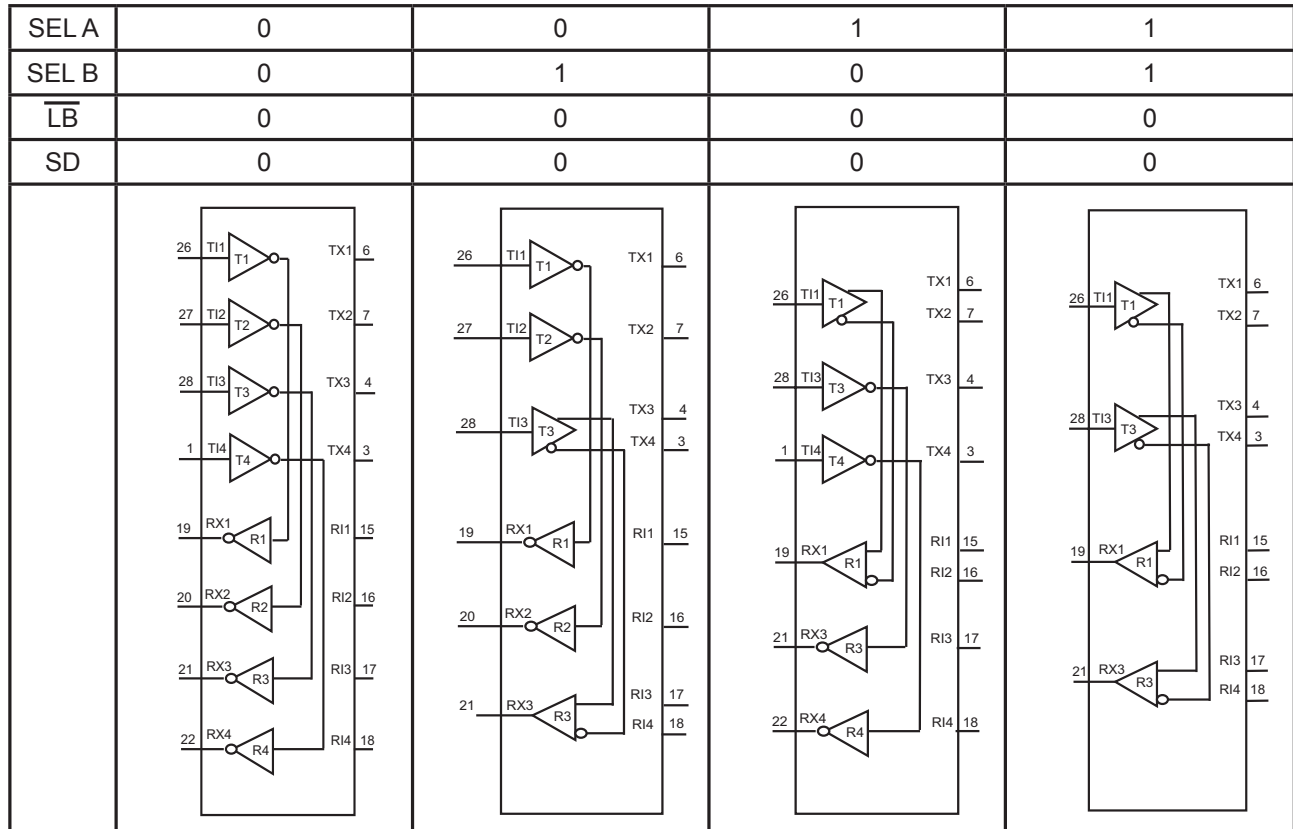 SEL A 0 0 1 1
SEL B 0 1 0 1
LB 0 0 0 0
SD 0 0 0 0
26 TI1 T1 TX1 6
27 TI2 T2 TX2 7
28 TI3 T3 TX3 4
1 TI4 T4 TX4 3
19 RX1 R1 RI1 15
20 RX2 R2 RI2 16
21 RX3 R3 RI3 17
22 RX4 R4 RI4 18
26 TI1 T1 TX1 6
27 TI2 T2 TX2 7
28 TI3 T3 TX3 4
TX4 3
19 RX1 R1 RI1 15
20 RX2 R2 RI2 16
21 RX3 R3 RI3 17
RI4 18
26 TI1 T1 TX1 6
TX2 7
28 TI3 T3 TX3 4
1 TI4 T4 TX4 3
19 RX1 R1 RI1 15
RI2 16
21 RX3 R3 RI3 17
22 RX4 R4 RI4 18
26 TI1 T1 TX1 6
TX2 7
28 TI3 T3 TX3 4
TX4 3
19 RX1 R1 RI1 15
RI2 16
21 RX3 R3 RI3 17
RI4 18